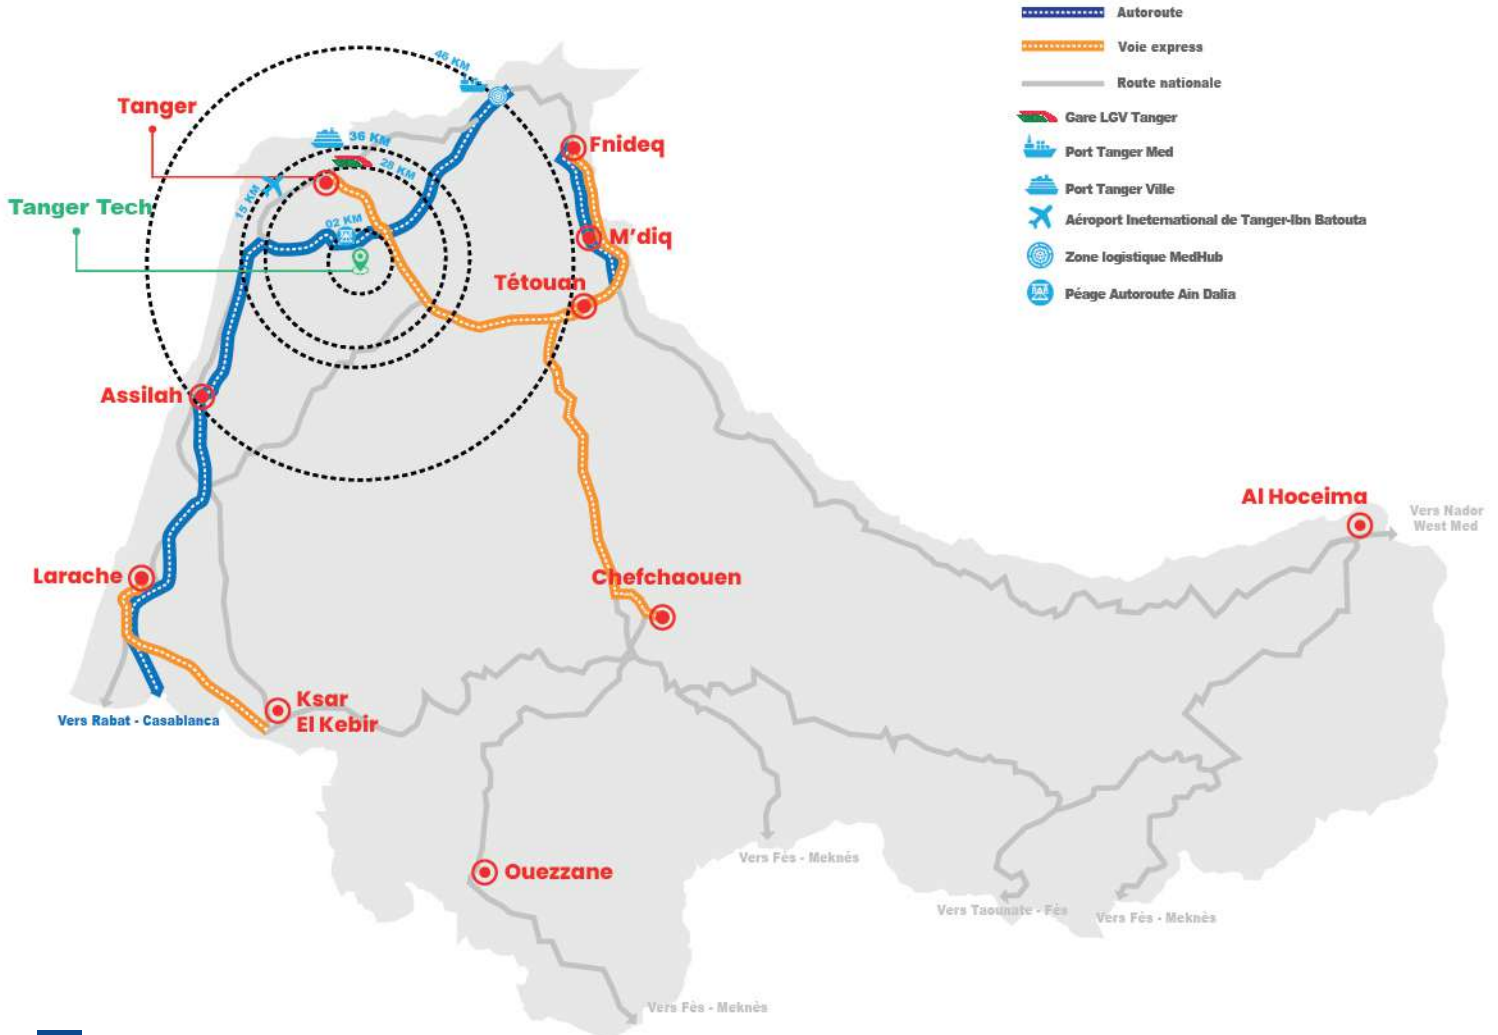 Autoroute
Voie express
Route nationale
Gare LGV Tanger
Port Tanger Med
Port Tanger Ville
Aéroport Ineternational de Tanger-Ibn Batouta
Zone logistique MedHub
Péage Autoroute Ain Dalia
46 KM
Tanger
36 KM
28 KM
15 KM
02 KM
Tanger Tech
Fnideq
M'diq
Tétouan
Assilah
Al Hoceima
Vers Nador
West Med
Larache
Chefchaouen
Ksar
El Kebir
Vers Rabat - Casablanca
Ouezzane
Vers Fès - Meknés
Vers Taounate - Fés
Vers Fès - Meknès
Vers Fès - Meknès